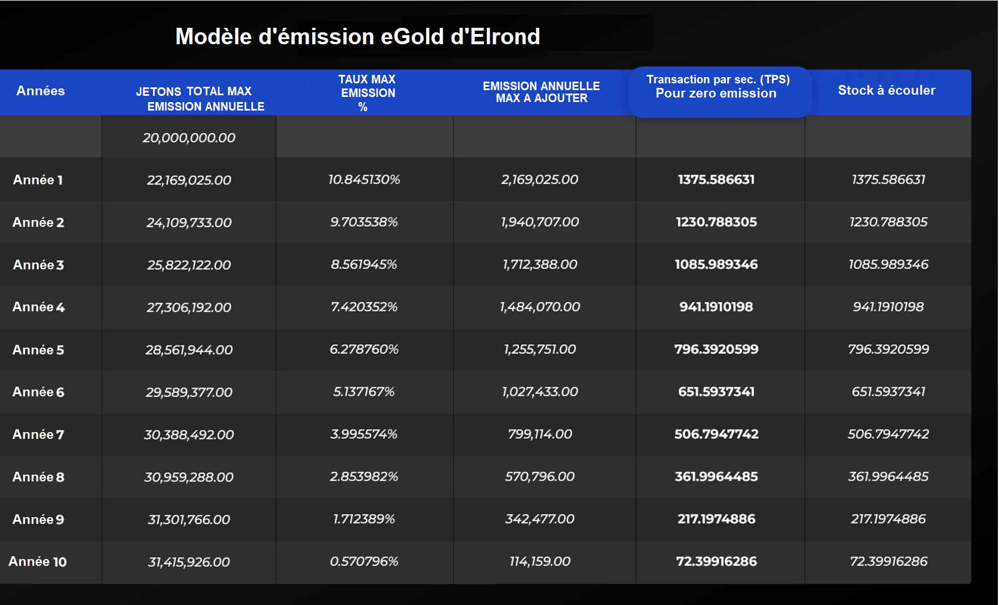 Modèle d'émission eGold d'Elrond
Années
JETONS TOTAL MAX
EMISSION ANNUELLE
TAUX MAX
EMISSION
%
EMISSION ANNUELLE
MAX A AJOUTER
Transaction par sec. (TPS)
Pour zero emission
Stock à écouler
20,000,000.00
Année 1 22,169,025.00 10.845130% 2,169,025.00 1375.586631 1375.586631
Année 2 24,109,733.00 9.703538% 1,940,707.00 1230.788305 1230.788305
Année 3 25,822,122.00 8.561945% 1,712,388.00 1085.989346 1085.989346
Année 4 27,306,192.00 7.420352% 1,484,070.00 941.1910198 941.1910198
Année 5 28,561,944.00 6.278760% 1,255,751.00 796.3920599 796.3920599
Année 6 29,589,377.00 5.137167% 1,027,433.00 651.5937341 651.5937341
Année 7 30,388,492.00 3.995574% 799,114.00 506.7947742 506.7947742
Année 8 30,959,288.00 2.853982% 570,796.00 361.9964485 361.9964485
Année 9 31,301,766.00 1.712389% 342,477.00 217.1974886 217.1974886
Année 10 31,415,926.00 0.570796% 114,159.00 72.39916286 72.39916286